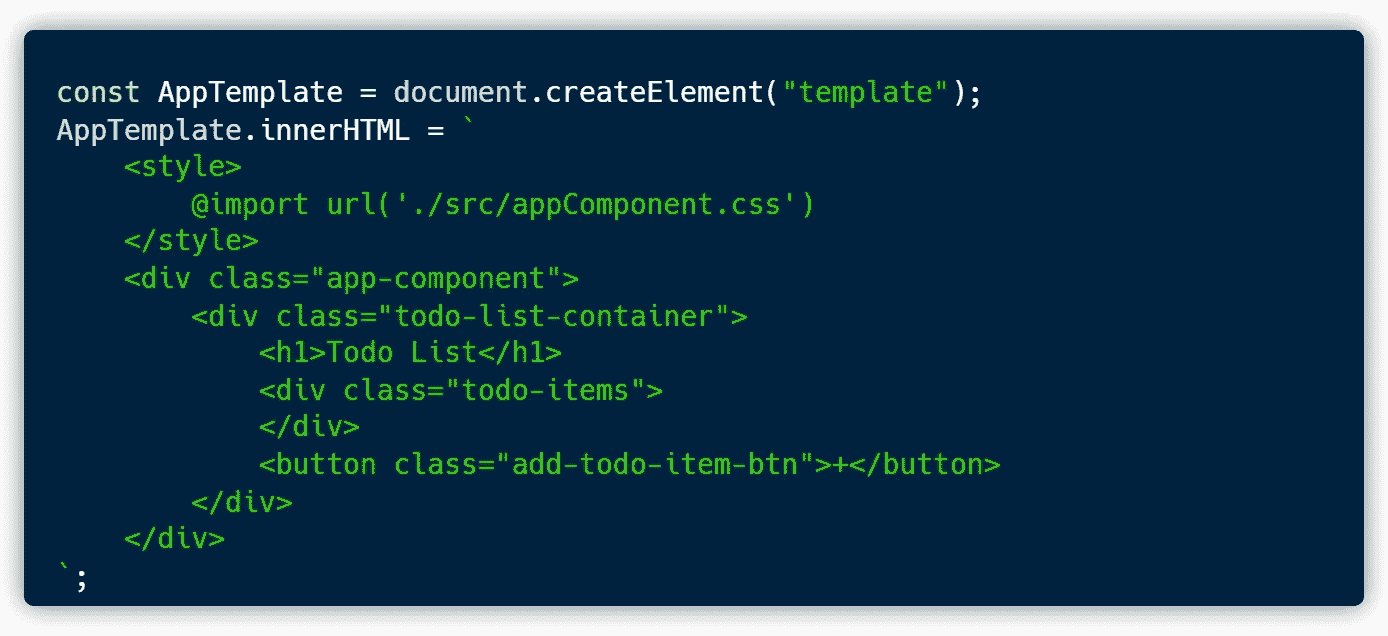 const AppTemplate = document.createElement("template");
AppTemplate.innerHTML = `
    <style>
        @import url('./src/appComponent.css')
    </style>
    <div class="app-component">
        <div class="todo-list-container">
            <h1>Todo List</h1>
            <div class="todo-items">
            </div>
            <button class="add-todo-item-btn">+</button>
        </div>
    </div>
`;